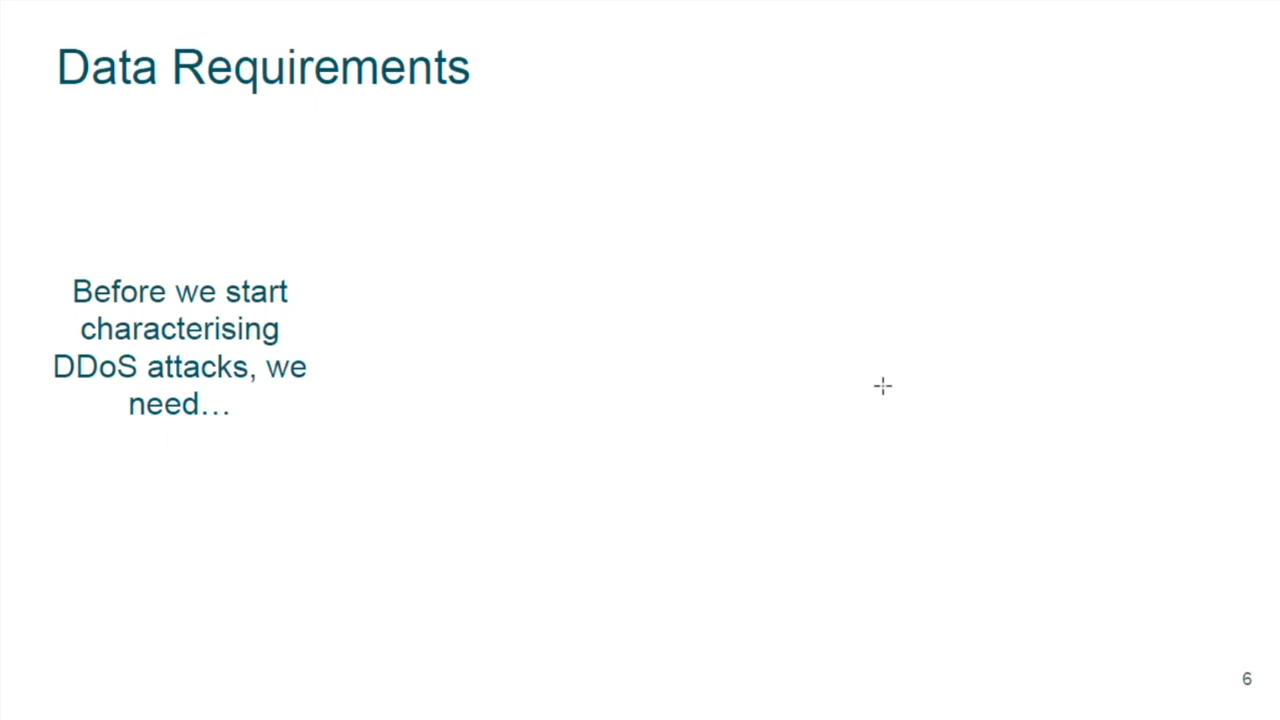 Data Requirements
Before we start
characterising
DDoS attacks, we
need…
6